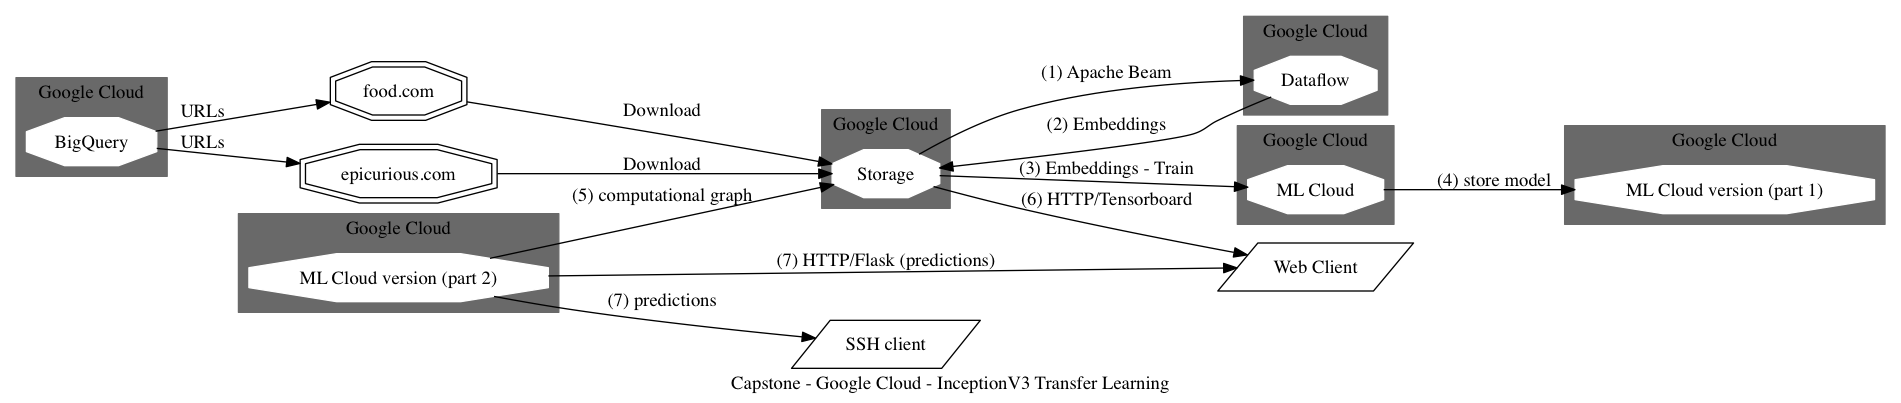 Google Cloud
BigQuery
URLs
URLs
food.com
epicurious.com
Download
Download
(5) computational graph
Google Cloud
ML Cloud version (part 2)
Google Cloud
Storage
(1) Apache Beam
(2) Embeddings
(3) Embeddings - Train
(6) HTTP/Tensorboard
(7) HTTP/Flask (predictions)
(7) predictions
SSH client
Google Cloud
Dataflow
Google Cloud
ML Cloud
(4) store model
Google Cloud
ML Cloud version (part 1)
Web Client
Capstone - Google Cloud - InceptionV3 Transfer Learning